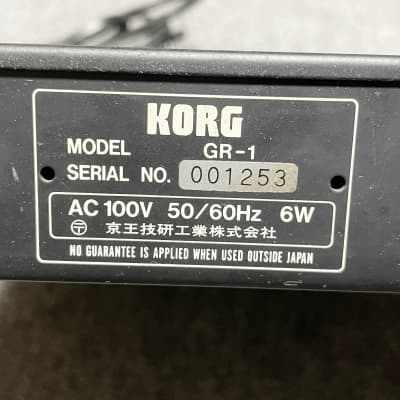 KORG
MODEL GR-1
SERIAL NO. 001253
AC 100V 50/60Hz 6W
〶 京王技研工業株式会社
NO GUARANTEE IS APPLIED WHEN USED OUTSIDE JAPAN